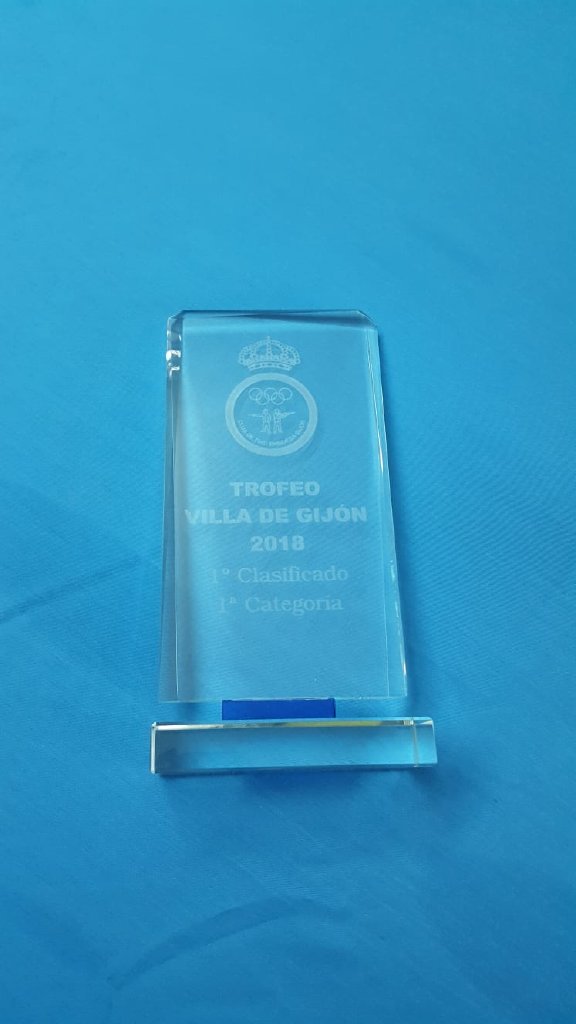 TROFEO
VILLA DE GIJÓN
2018
1º Clasificado
1ª Categoría